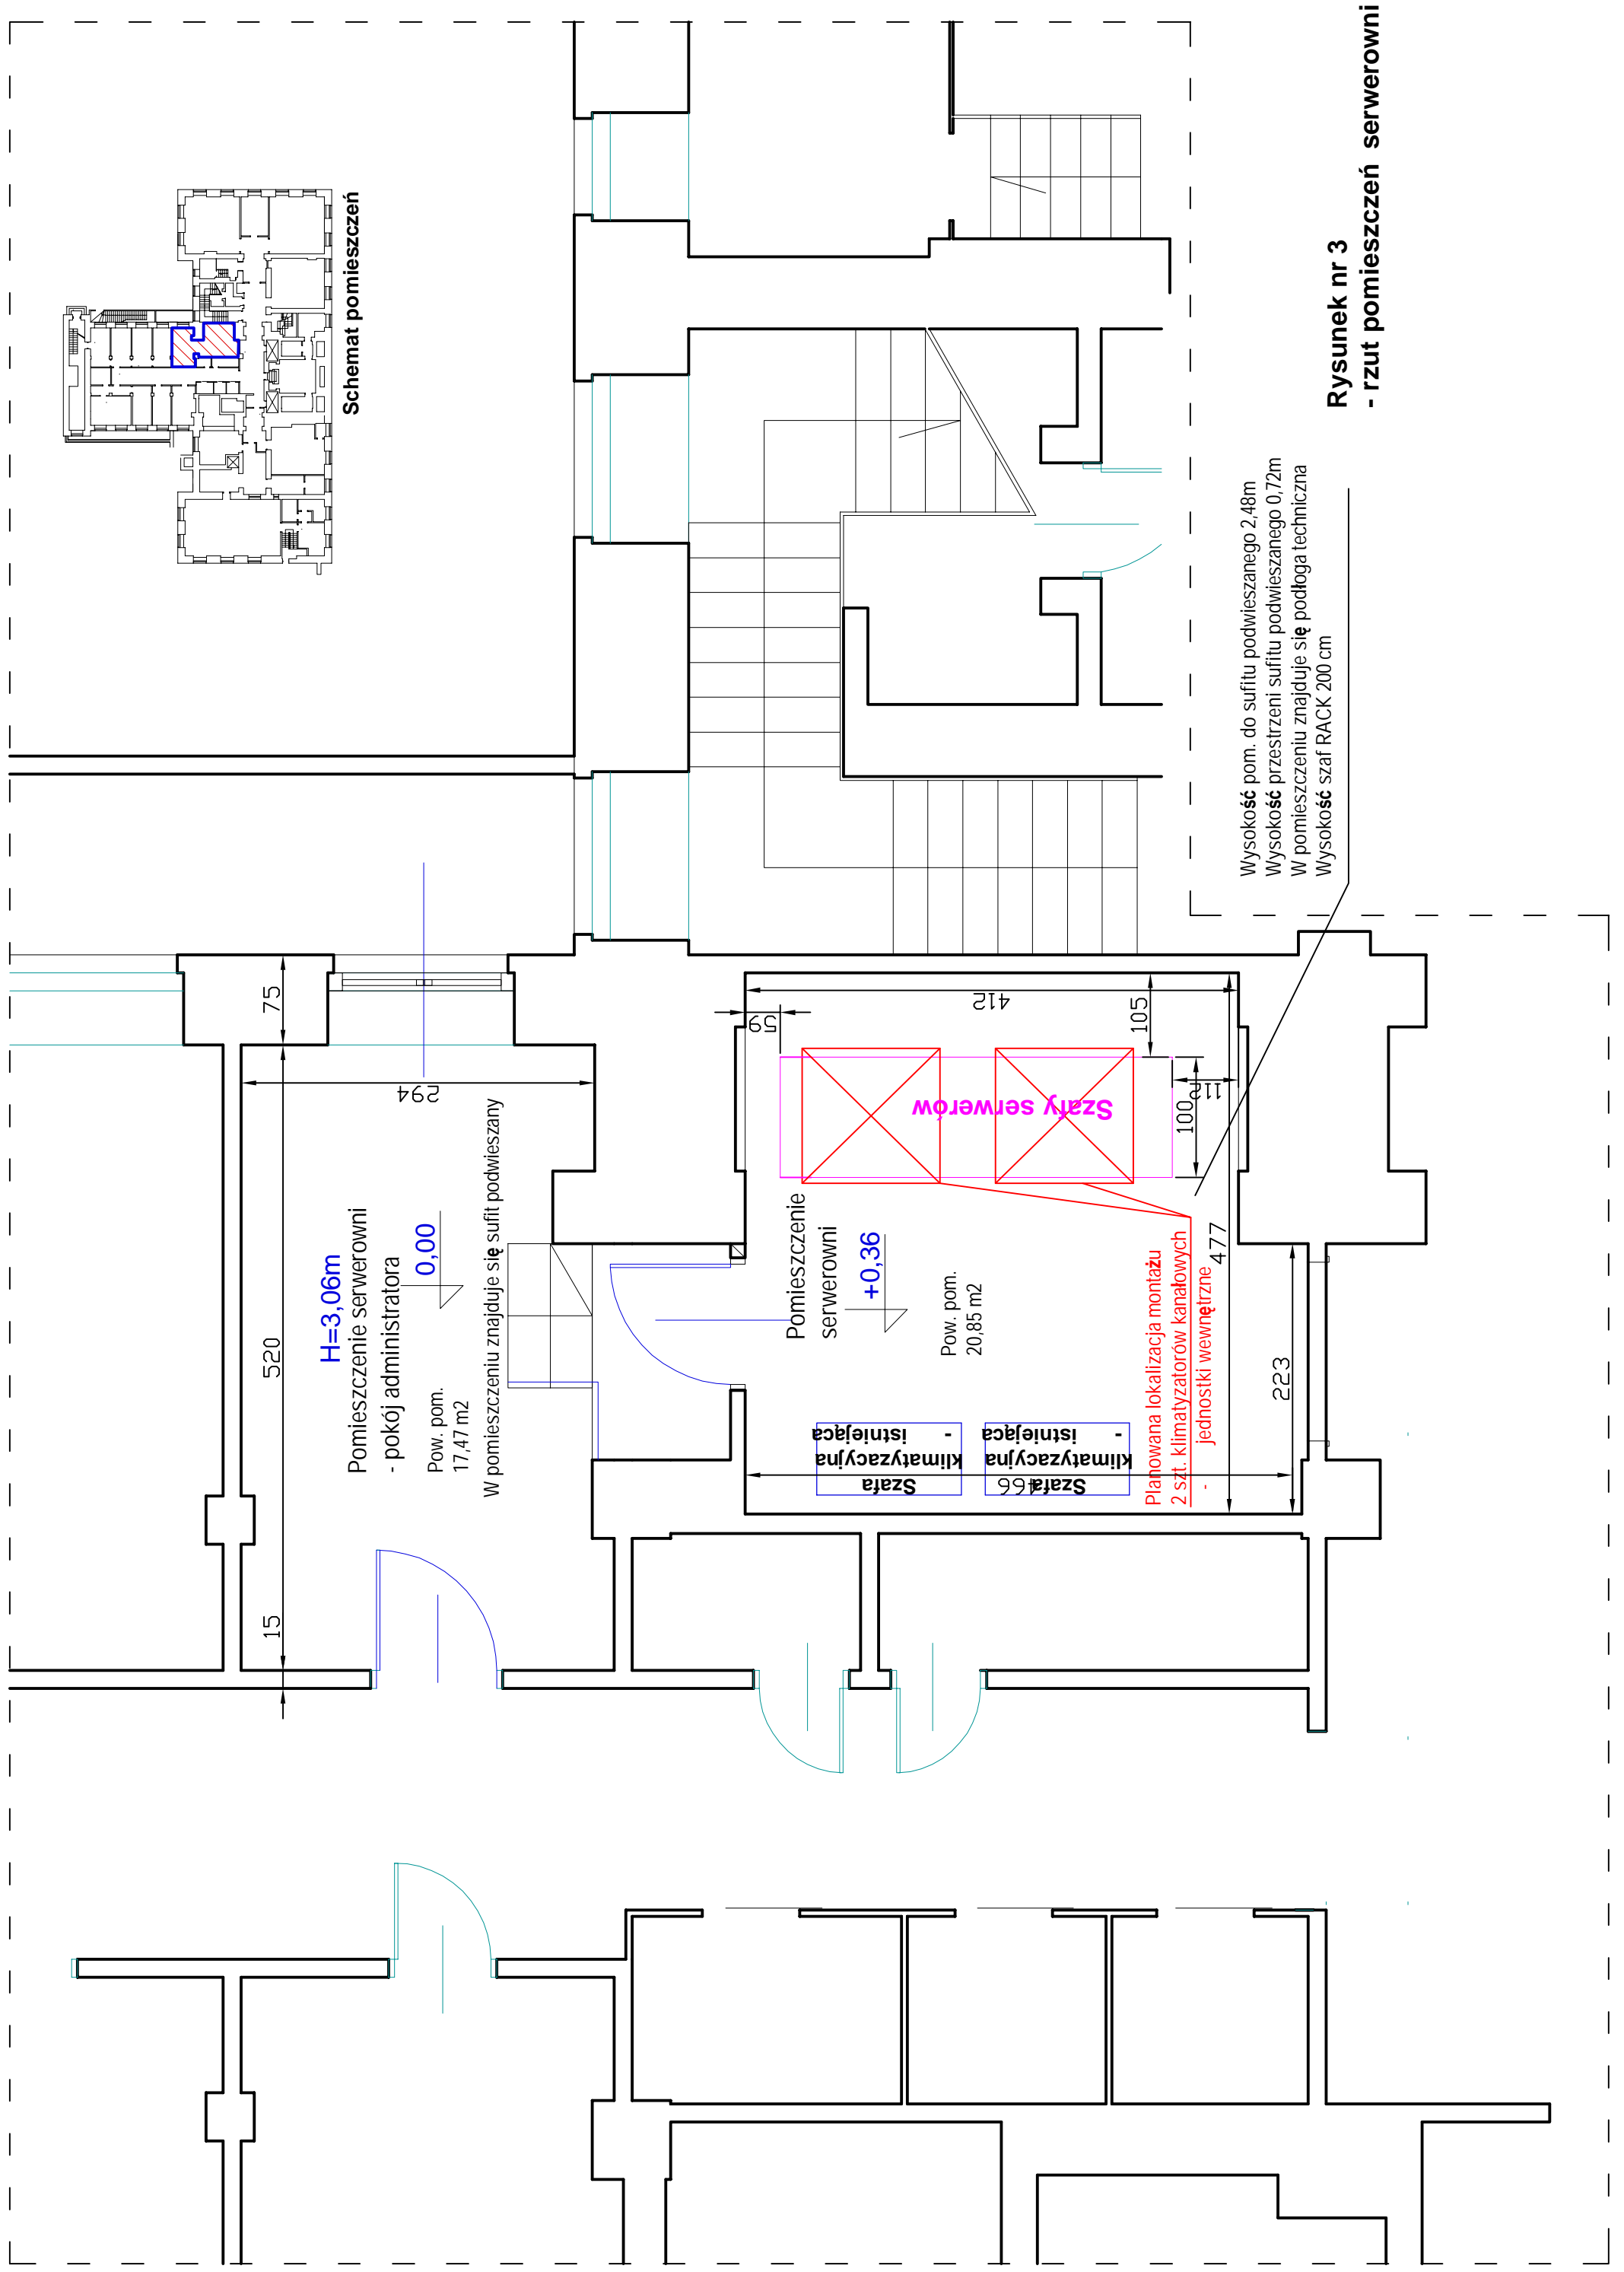 Schemat pomieszczeń
Rysunek nr 3
- rzut pomieszczeń serwerowni
Wysokość pom. do sufitu podwieszanego 2,48m
Wysokość przestrzeni sufitu podwieszanego 0,72m
W pomieszczeniu znajduje się podłoga techniczna
Wysokość szaf RACK 200 cm
75
520
15
294
H=3,06m
Pomieszczenie serwerowni
- pokój administratora
0,00
Pow. pom.
17,47 m2
W pomieszczeniu znajduje się sufit podwieszany
59
412
105
100
112
Szafy serwerów
Pomieszczenie
serwerowni
+0,36
Pow. pom.
20,85 m2
477
223
466
Szafa
klimatyzacyjna
- istniejąca
Szafa
klimatyzacyjna
- istniejąca
Planowana lokalizacja montażu
2 szt. klimatyzatorów kanałowych
- jednostki wewnętrzne